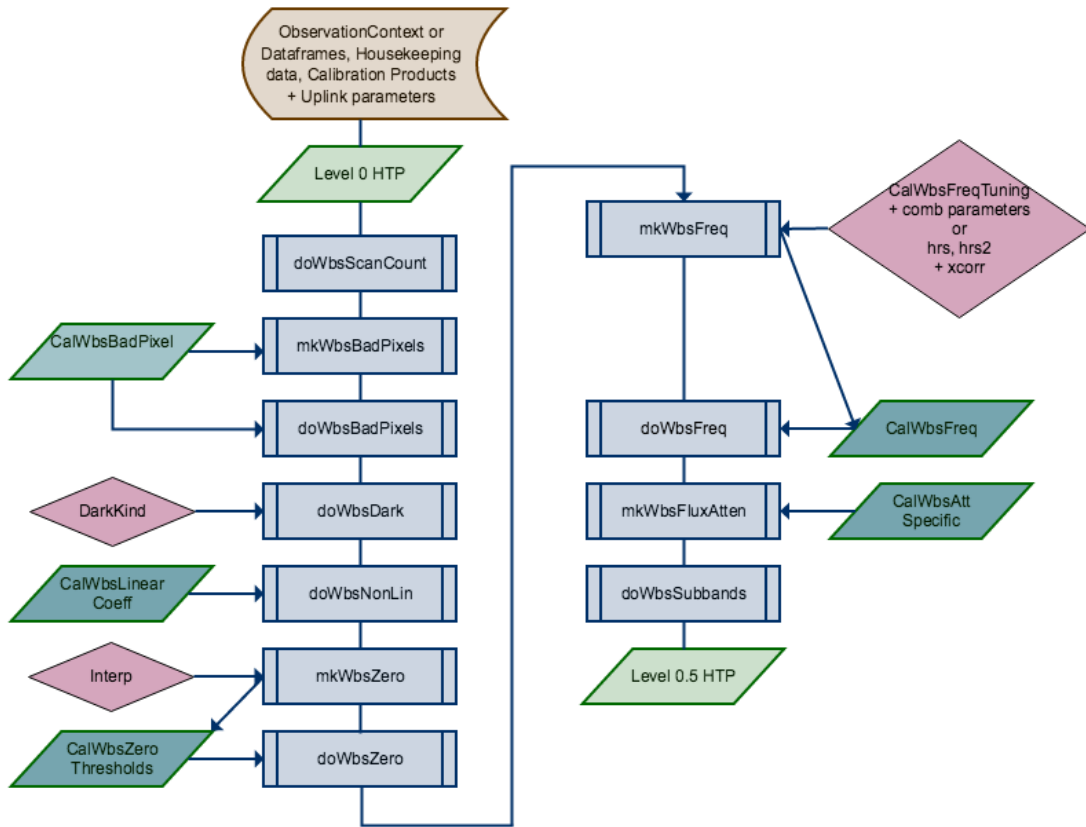 ObservationContext or
Dataframes, Housekeeping
data, Calibration Products
+ Uplink parameters
Level 0 HTP
doWbsScanCount
CalWbsBadPixel
mkWbsBadPixels
doWbsBadPixels
DarkKind
doWbsDark
CalWbsLinear
Coeff
doWbsNonLin
Interp
mkWbsZero
CalWbsZero
Thresholds
doWbsZero
mkWbsFreq
CalWbsFreqTuning
+ comb parameters
or
hrs, hrs2
+ xcorr
doWbsFreq
CalWbsFreq
mkWbsFluxAtten
CalWbsAtt
Specific
doWbsSubbands
Level 0.5 HTP